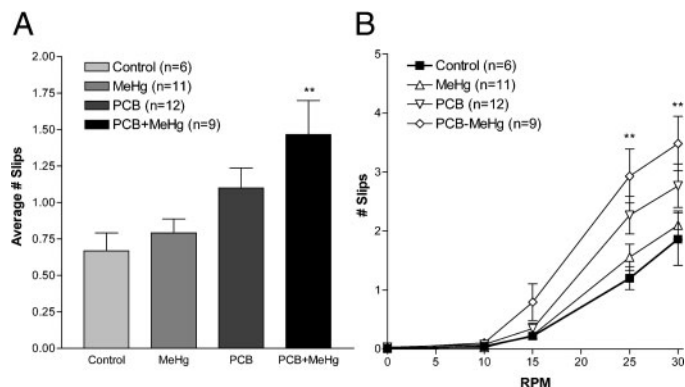 A
B
2.00
1.75
1.50
1.25
1.00
0.75
0.50
0.25
0.00
Average # Slips
Control (n=6)
MeHg (n=11)
PCB (n=12)
PCB+MeHg (n=9)
**
Control
MeHg
PCB
PCB+MeHg
5
4
3
2
1
0
# Slips
Control (n=6)
MeHg (n=11)
PCB (n=12)
PCB-MeHg (n=9)
**
**
0
5
10
15
20
25
30
RPM